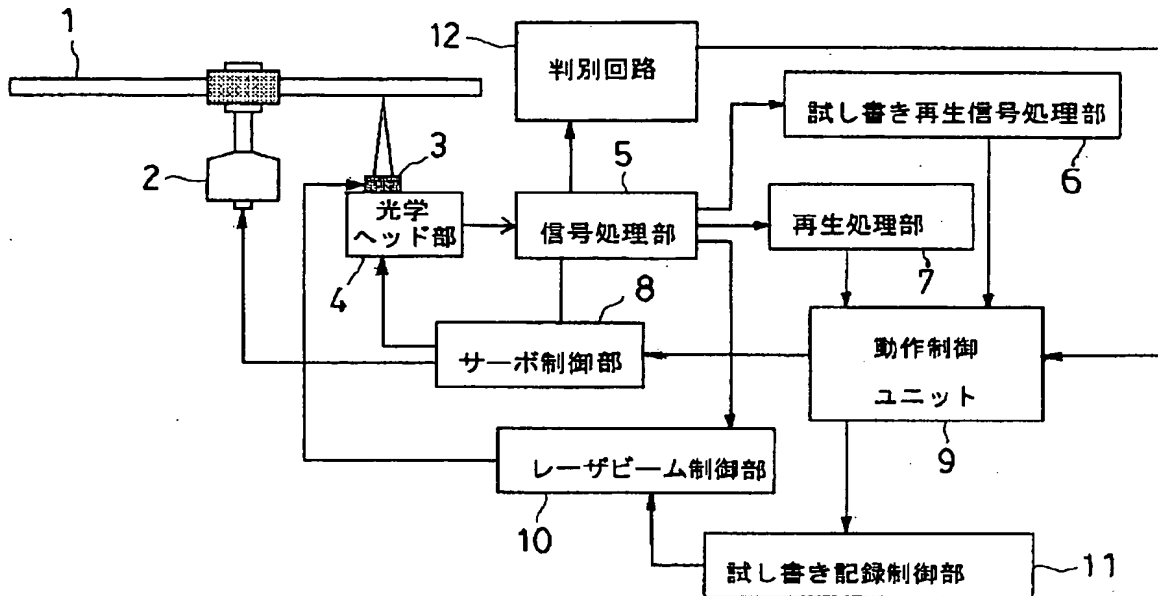 1
12
判別回路
試し書き再生信号処理部
6
2
3
光学
ヘッド部
4
5
信号処理部
再生処理部
7
8
サーボ制御部
動作制御
ユニット
9
レーザビーム制御部
10
試し書き記録制御部
11